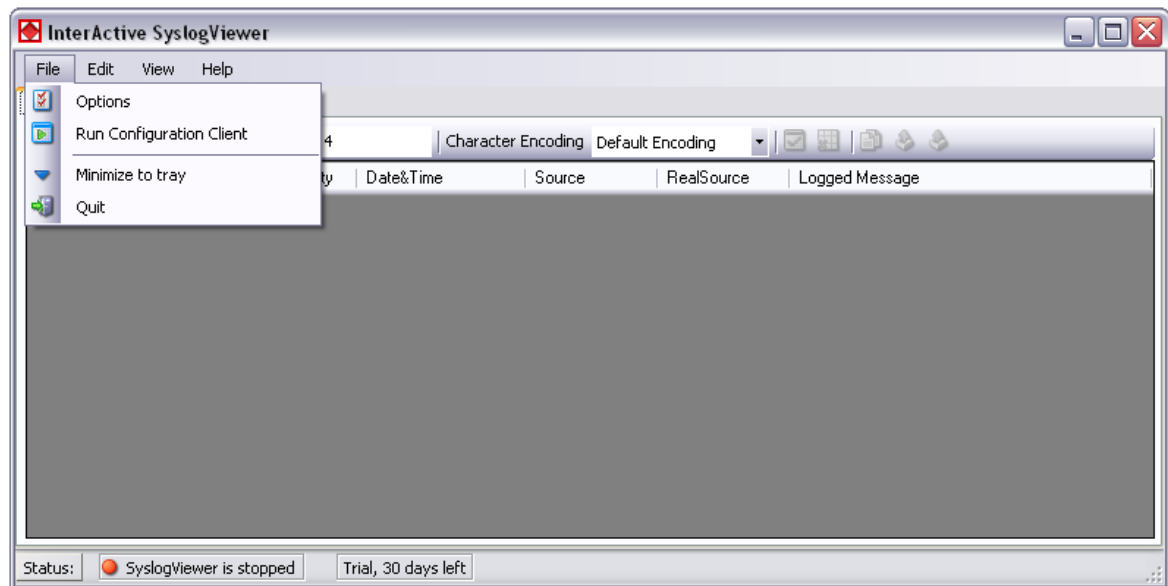 InterActive SyslogViewer
File Edit View Help
Options
Run Configuration Client
Minimize to tray
Quit
4 Character Encoding Default Encoding
ty Date&Time Source RealSource Logged Message
Status: SyslogViewer is stopped Trial, 30 days left